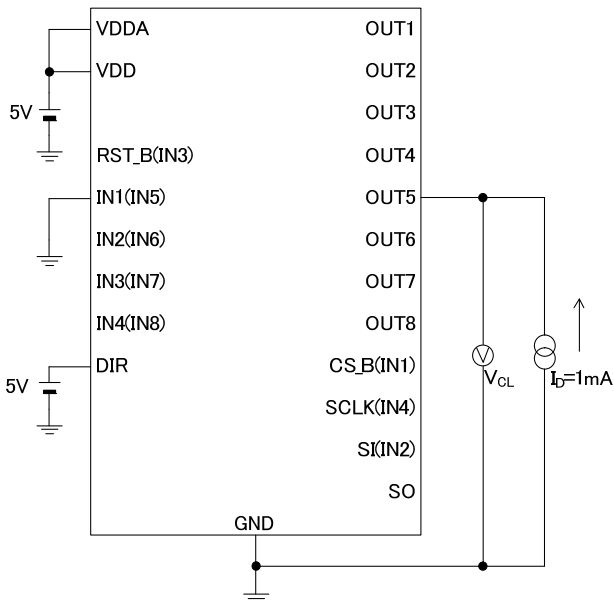 VDDA
VDD
5V
RST_B(IN3)
IN1(IN5)
IN2(IN6)
IN3(IN7)
IN4(IN8)
DIR
5V
GND
OUT1
OUT2
OUT3
OUT4
OUT5
OUT6
OUT7
OUT8
CS_B(IN1)
SCLK(IN4)
SI(IN2)
SO
V
VCL
ID=1mA